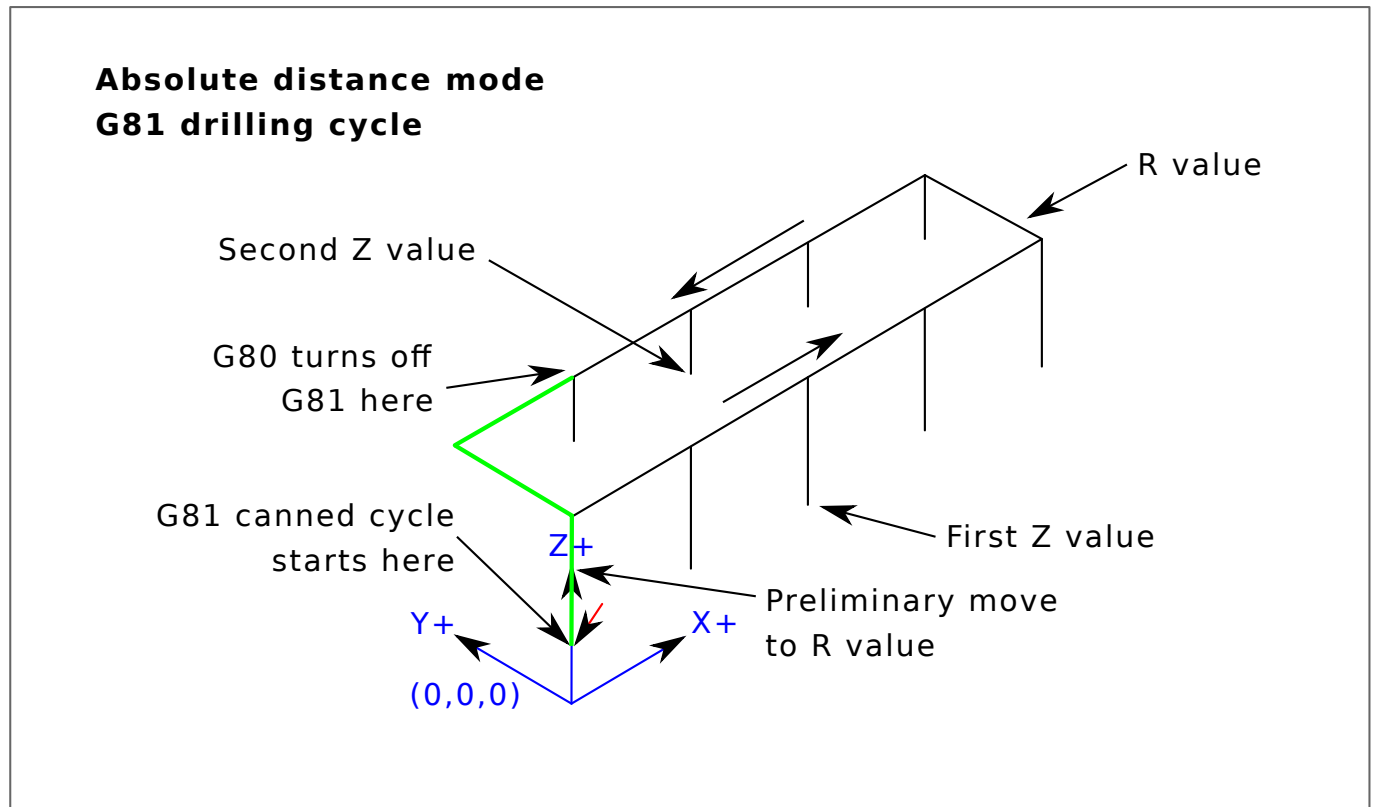 Absolute distance mode
G81 drilling cycle
R value
Second Z value
G80 turns off
G81 here
G81 canned cycle
starts here
Z+
First Z value
Preliminary move
to R value
Y+
X+
(0,0,0)